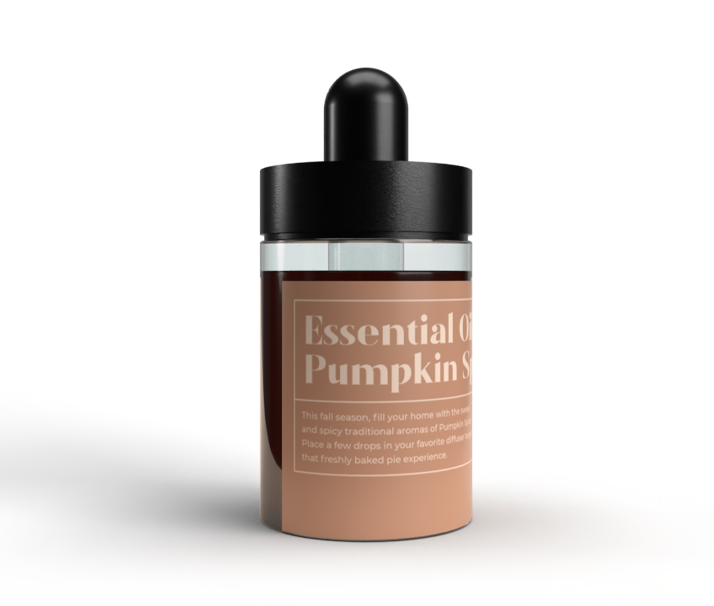 Essential
Pumpkin
This fall season, fill your home with the
and spicy traditional aromas of Pumpkin
Place a few drops in your favorite diffuser
that freshly baked pie experience.